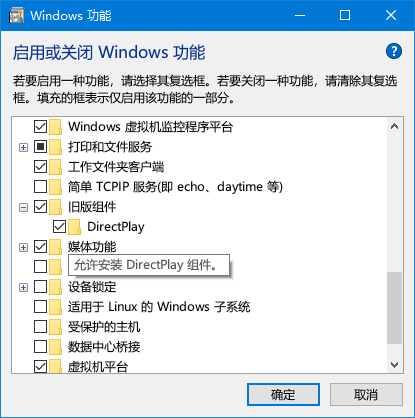 Windows 功能
启用或关闭 Windows 功能
若要启用一种功能，请选择其复选框。若要关闭一种功能，请清除其复选
框。填充的框表示仅启用该功能的一部分。
Windows 虚拟机监控程序平台
打印和文件服务
工作文件夹客户端
简单 TCPIP 服务(即 echo、daytime 等)
旧版组件
DirectPlay
媒体功能
允许安装 DirectPlay 组件。
设备锁定
适用于 Linux 的 Windows 子系统
受保护的主机
数据中心桥接
虚拟机平台
确定
取消